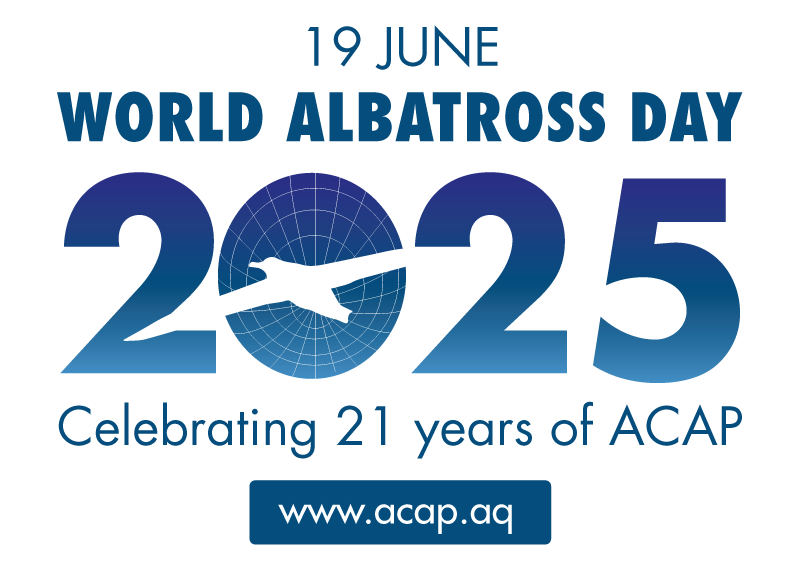 19 JUNE
WORLD ALBATROSS DAY
2025
Celebrating 21 years of ACAP
www.acap.aq